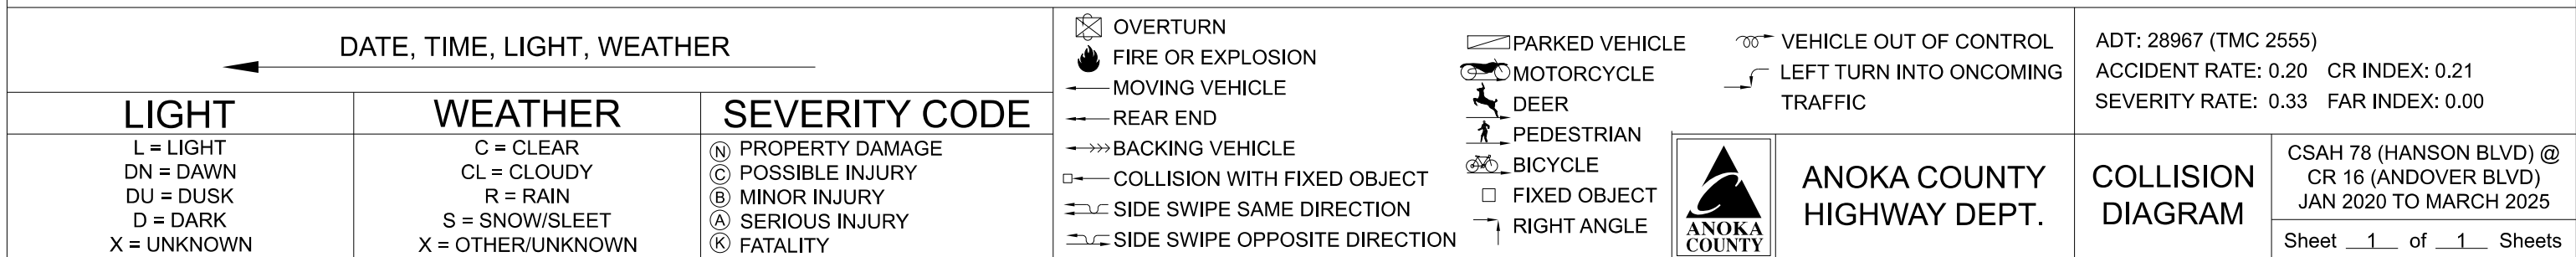 DATE, TIME, LIGHT, WEATHER
LIGHT
L = LIGHT
DN = DAWN
DU = DUSK
D = DARK
X = UNKNOWN
WEATHER
C = CLEAR
CL = CLOUDY
R = RAIN
S = SNOW/SLEET
X = OTHER/UNKNOWN
SEVERITY CODE
N PROPERTY DAMAGE
C POSSIBLE INJURY
B MINOR INJURY
A SERIOUS INJURY
K FATALITY
OVERTURN
FIRE OR EXPLOSION
MOVING VEHICLE
REAR END
BACKING VEHICLE
COLLISION WITH FIXED OBJECT
SIDE SWIPE SAME DIRECTION
SIDE SWIPE OPPOSITE DIRECTION
PARKED VEHICLE
MOTORCYCLE
DEER
PEDESTRIAN
BICYCLE
FIXED OBJECT
RIGHT ANGLE
VEHICLE OUT OF CONTROL
LEFT TURN INTO ONCOMING
TRAFFIC
ADT: 28967 (TMC 2555)
ACCIDENT RATE: 0.20 CR INDEX: 0.21
SEVERITY RATE: 0.33 FAR INDEX: 0.00
ANOKA
COUNTY
ANOKA COUNTY
HIGHWAY DEPT.
COLLISION
DIAGRAM
CSAH 78 (HANSON BLVD) @
CR 16 (ANDOVER BLVD)
JAN 2020 TO MARCH 2025
Sheet 1 of 1 Sheets